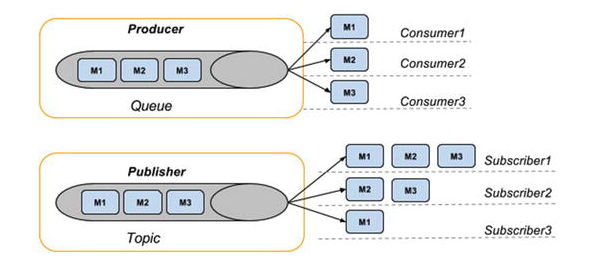 Producer
M1 M2 M3
Queue
M1 Consumer1
M2 Consumer2
M3 Consumer3
Publisher
M1 M2 M3
Topic
M1 M2 M3 Subscriber1
M2 M3 Subscriber2
M1 Subscriber3